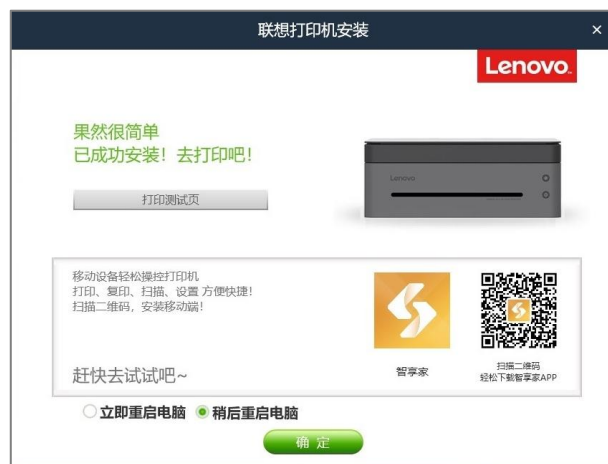 联想打印机安装
Lenovo
果然很简单
已成功安装！去打印吧！
Lenovo
打印测试页
移动设备轻松操控打印机
打印、复印、扫描、设置 方便快捷！
扫描二维码，安装移动端！
赶快去试试吧~
智享家
扫描二维码
轻松下载智享家APP
立即重启电脑 稍后重启电脑
确 定